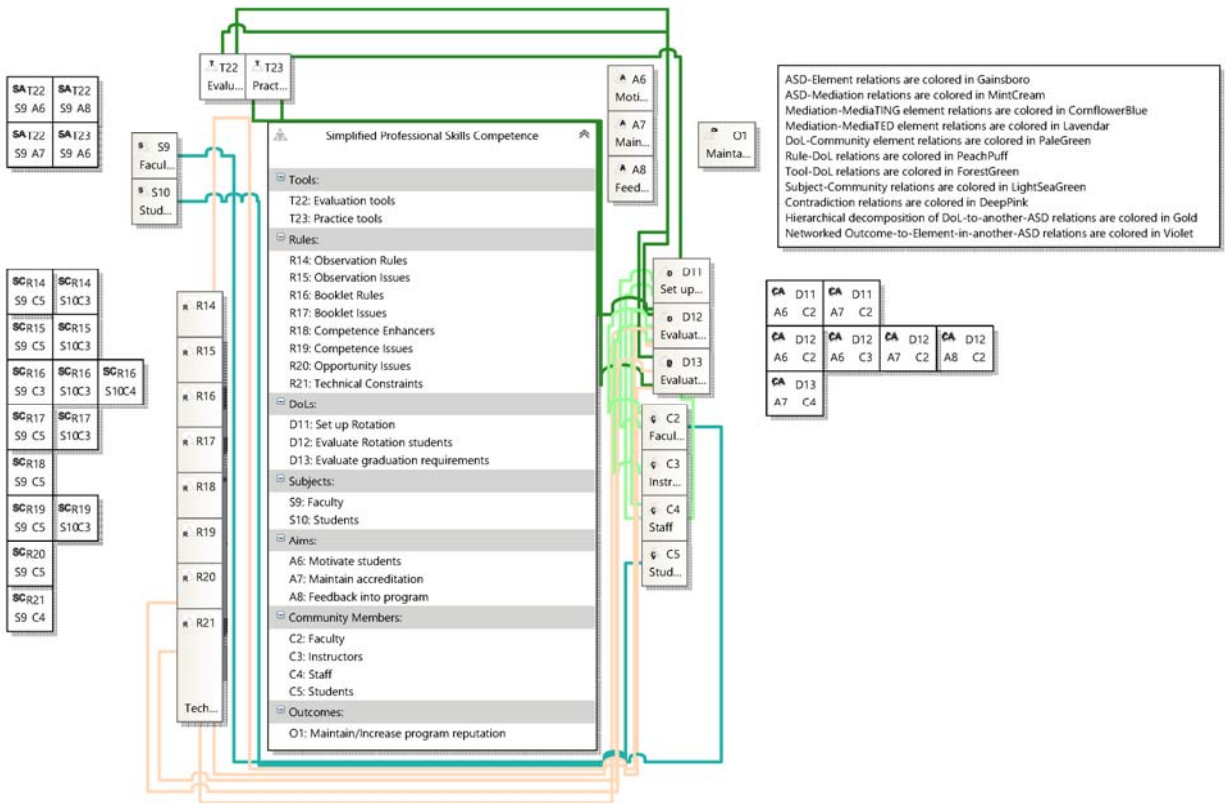 T22
Evalu...
T23
Pract...
A A6
Moti...
A A7
Main...
A A8
Feed...
O1
Mainta...
ASD-Element relations are colored in Gainsboro
ASD-Mediation relations are colored in MintCream
Mediation-MediaTING element relations are colored in CornflowerBlue
Mediation-MediaTED element relations are colored in Lavendar
DoL-Community element relations are colored in PaleGreen
Rule-DoL relations are colored in PeachPuff
Tool-DoL relations are colored in ForestGreen
Subject-Community relations are colored in LightSeaGreen
Contradiction relations are colored in DeepPink
Hierarchical decomposition of DoL-to-another-ASD relations are colored in Gold
Networked Outcome-to-Element-in-another-ASD relations are colored in Violet
SA T22
S9 A6
SA T22
S9 A8
SA T22
S9 A7
SA T23
S9 A6
S S9
Facul...
S S10
Stud...
SC R14
S9 C5
SC R14
S10C3
SC R15
S9 C5
SC R15
S10C3
SC R16
S9 C3
SC R16
S10C3
SC R16
S10C4
SC R17
S9 C5
SC R17
S10C3
SC R18
S9 C5
SC R19
S9 C5
SC R19
S10C3
SC R20
S9 C5
SC R21
S9 C4
R R14
R R15
R R16
R R17
R R18
R R19
R R20
R R21
Tech...
Simplified Professional Skills Competence
Tools:
T22: Evaluation tools
T23: Practice tools
Rules:
R14: Observation Rules
R15: Observation Issues
R16: Booklet Rules
R17: Booklet Issues
R18: Competence Enhancers
R19: Competence Issues
R20: Opportunity Issues
R21: Technical Constraints
DoLs:
D11: Set up Rotation
D12: Evaluate Rotation students
D13: Evaluate graduation requirements
Subjects:
S9: Faculty
S10: Students
Aims:
A6: Motivate students
A7: Maintain accreditation
A8: Feedback into program
Community Members:
C2: Faculty
C3: Instructors
C4: Staff
C5: Students
Outcomes:
O1: Maintain/Increase program reputation
D D11
Set up...
D D12
Evaluat...
D D13
Evaluat...
C C2
Facul...
C C3
Instr...
C C4
Staff
C C5
Stud...
CA D11
A6 C2
CA D11
A7 C2
CA D12
A6 C2
CA D12
A6 C3
CA D12
A7 C2
CA D12
A8 C2
CA D13
A7 C4